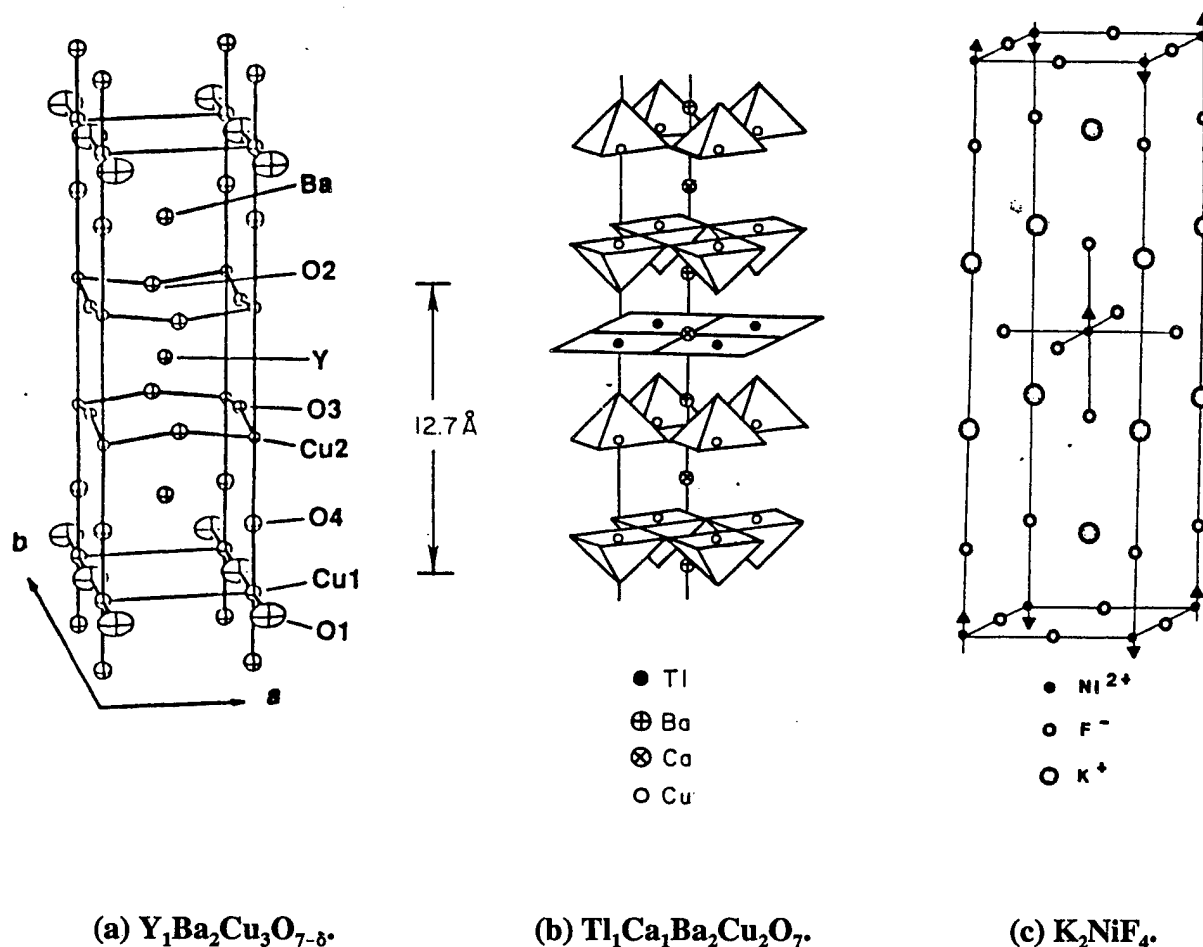 Ba
O2
Y
O3
Cu2
O4
Cu1
O1
b
a
12.7 Å
Tl
Ba
Ca
Cu
Ni²⁺
F⁻
K⁺
(a) Y₁Ba₂Cu₃O₇₋δ.
(b) Tl₁Ca₁Ba₂Cu₂O₇.
(c) K₂NiF₄.